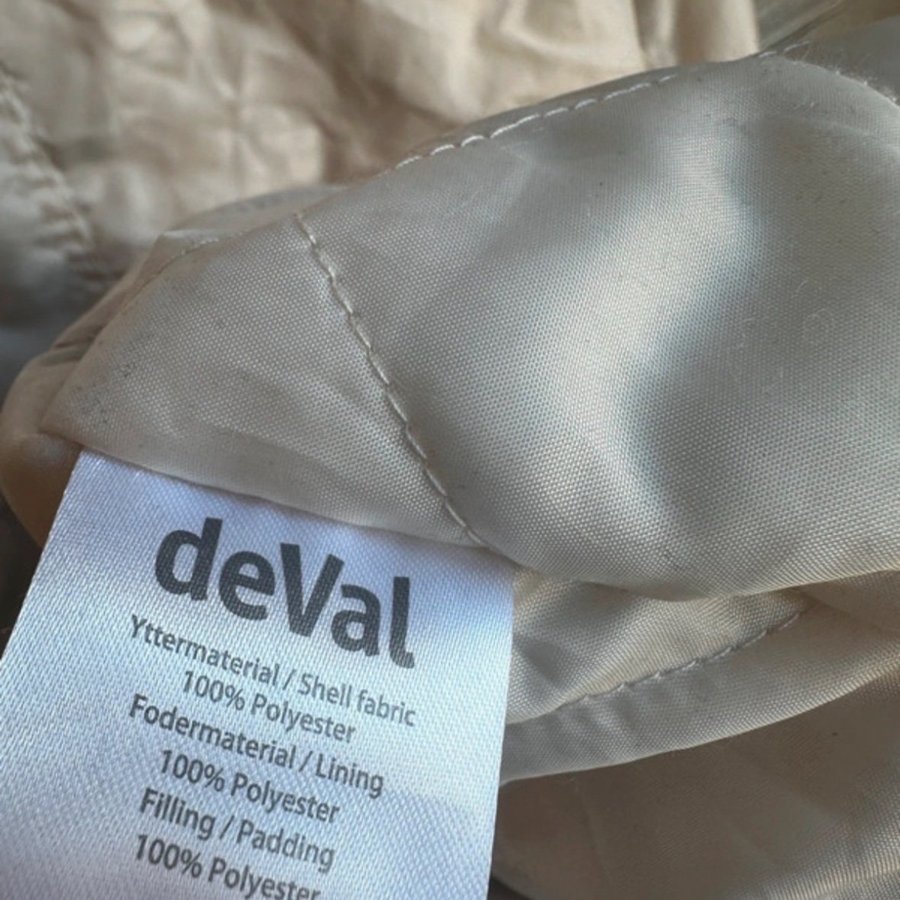 deVal
Yttermaterial / Shell fabric
100% Polyester
Fodermaterial / Lining
100% Polyester
Filling / Padding
100% Polyester